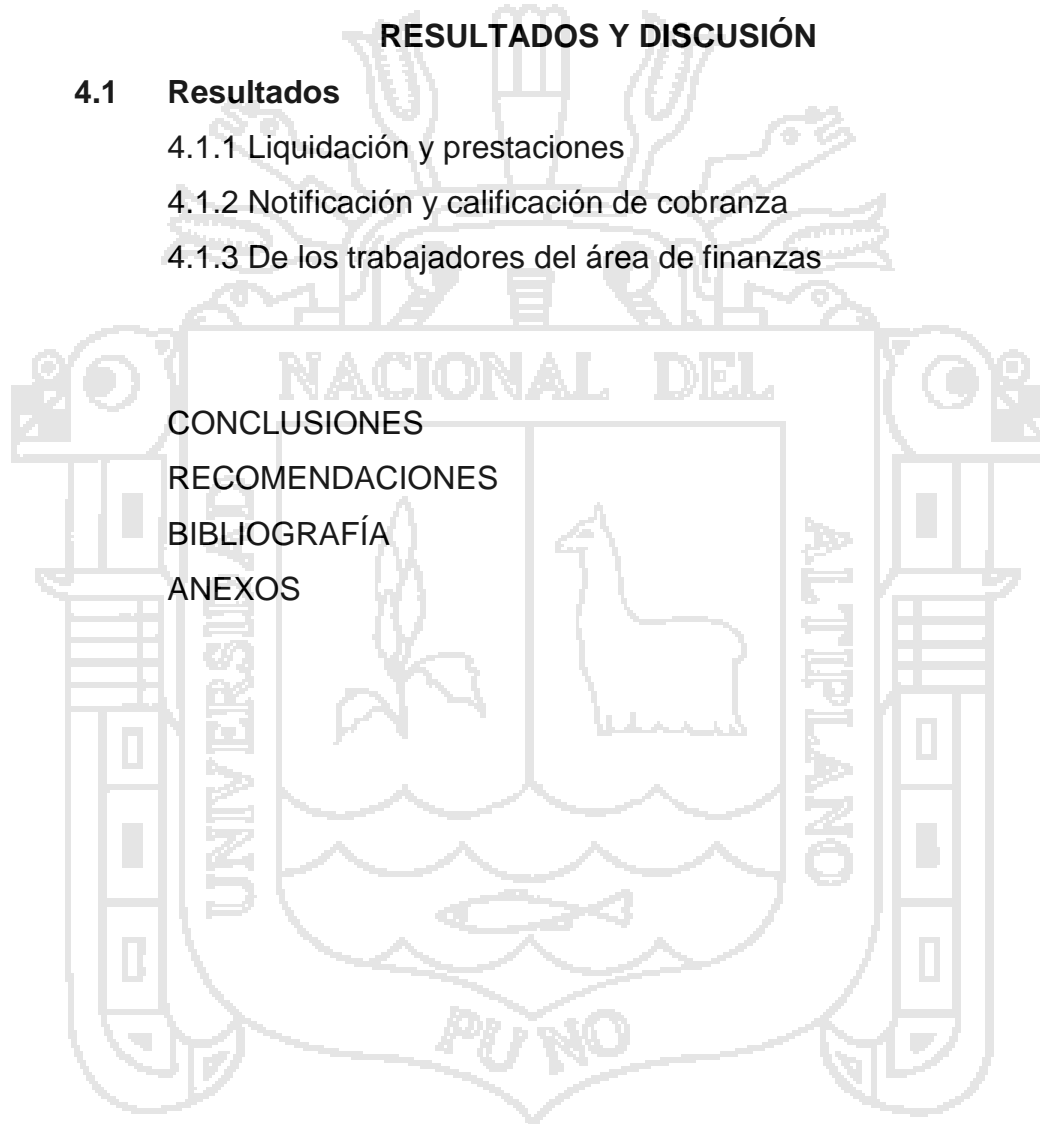 RESULTADOS Y DISCUSIÓN
4.1 Resultados
4.1.1 Liquidación y prestaciones
4.1.2 Notificación y calificación de cobranza
4.1.3 De los trabajadores del área de finanzas
CONCLUSIONES
RECOMENDACIONES
BIBLIOGRAFÍA
ANEXOS
UNIVERSIDAD
NACIONAL DEL
ALTIPLANO
PUNO